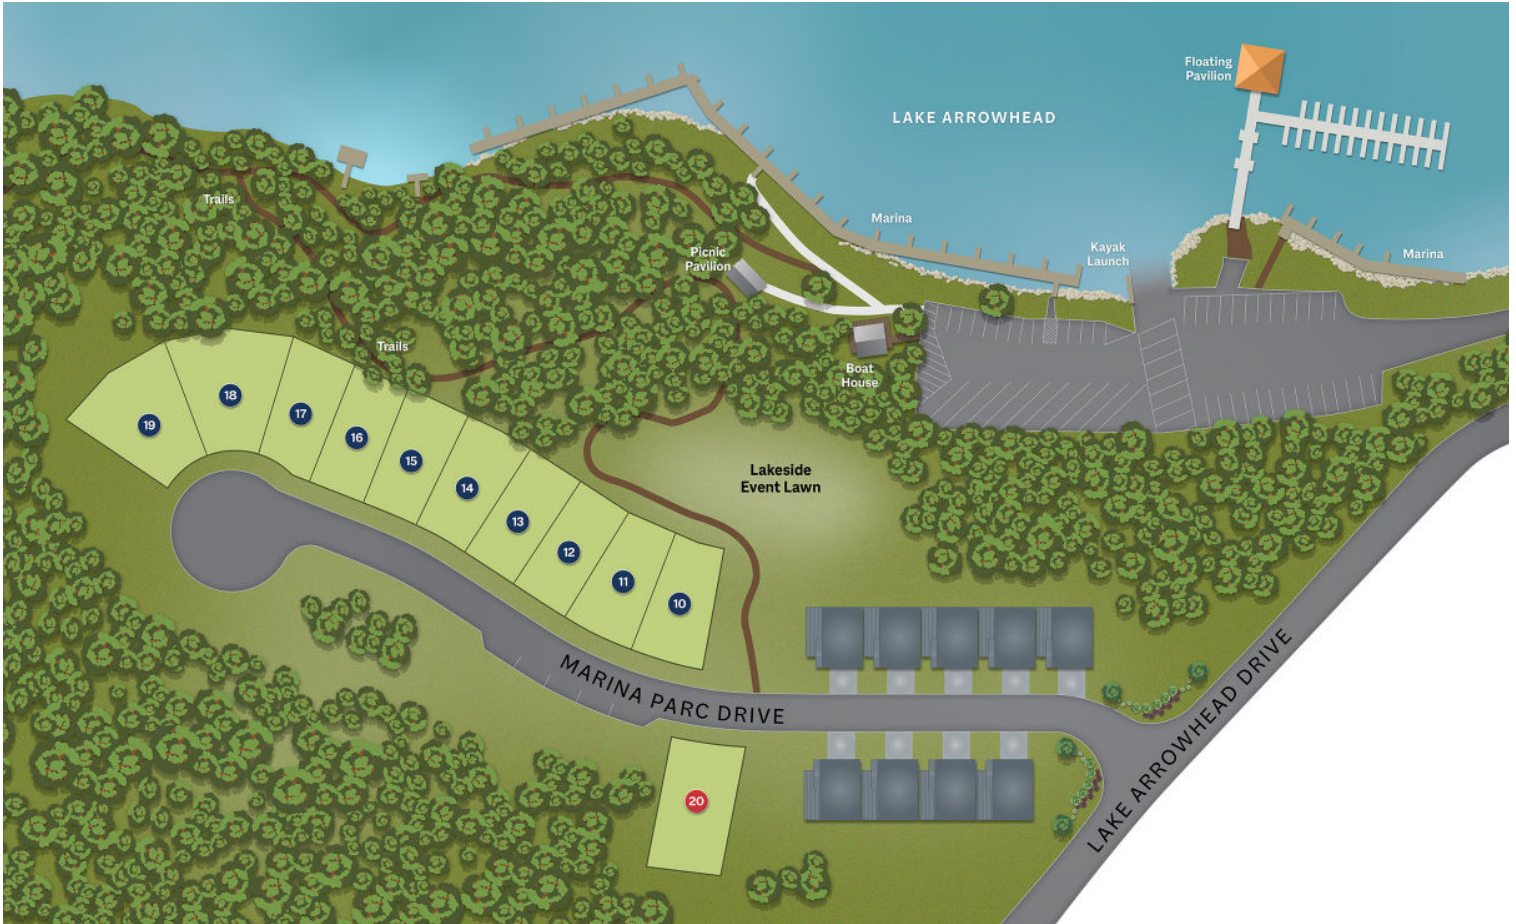 Floating
Pavilion
LAKE ARROWHEAD
Trails
Marina
Picnic
Pavilion
Kayak
Launch
Marina
Trails
Boat
House
18
17
19
16
15
Lakeside
Event Lawn
14
13
12
11
10
MARINA PARC DRIVE
LAKE ARROWHEAD DRIVE
20